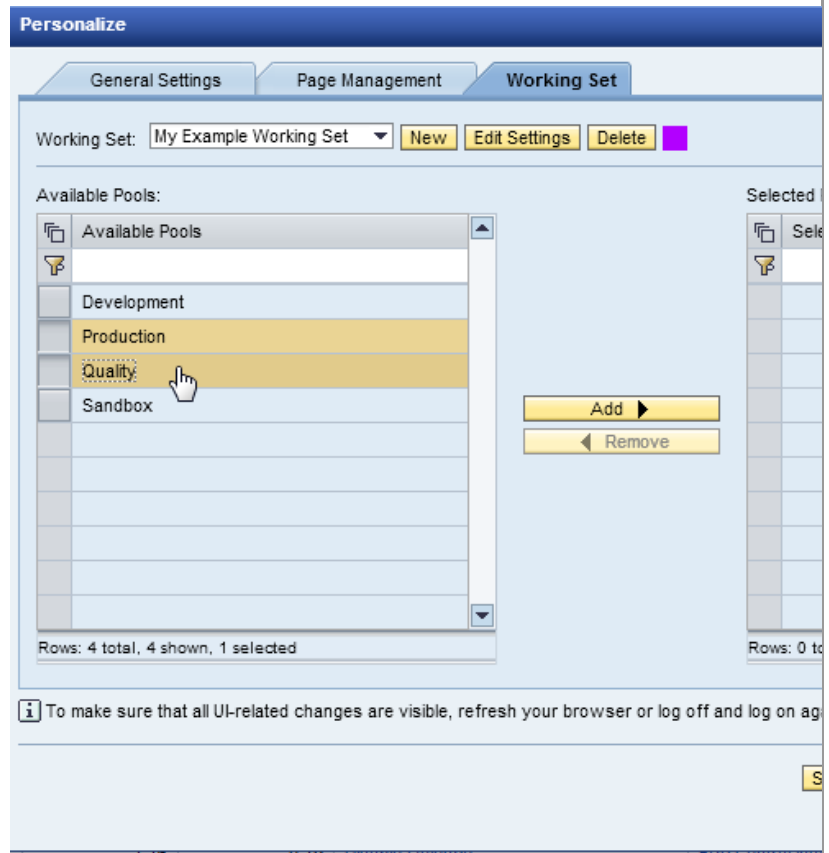 Personalize
General Settings Page Management Working Set
Working Set: My Example Working Set New Edit Settings Delete
Available Pools: Selected
Available Pools
Development
Production
Quality
Sandbox
Add
Remove
Rows: 4 total, 4 shown, 1 selected Rows: 0
To make sure that all UI-related changes are visible, refresh your browser or log off and log on